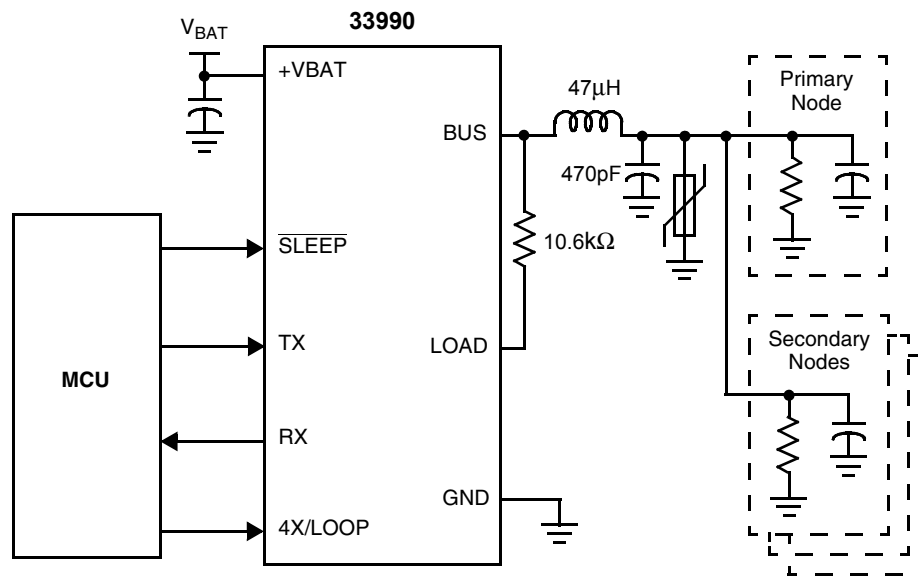 33990
V_BAT
+VBAT
47μH
Primary
Node
BUS
470pF
SLEEP
10.6kΩ
TX
LOAD
Secondary
Nodes
MCU
RX
GND
4X/LOOP